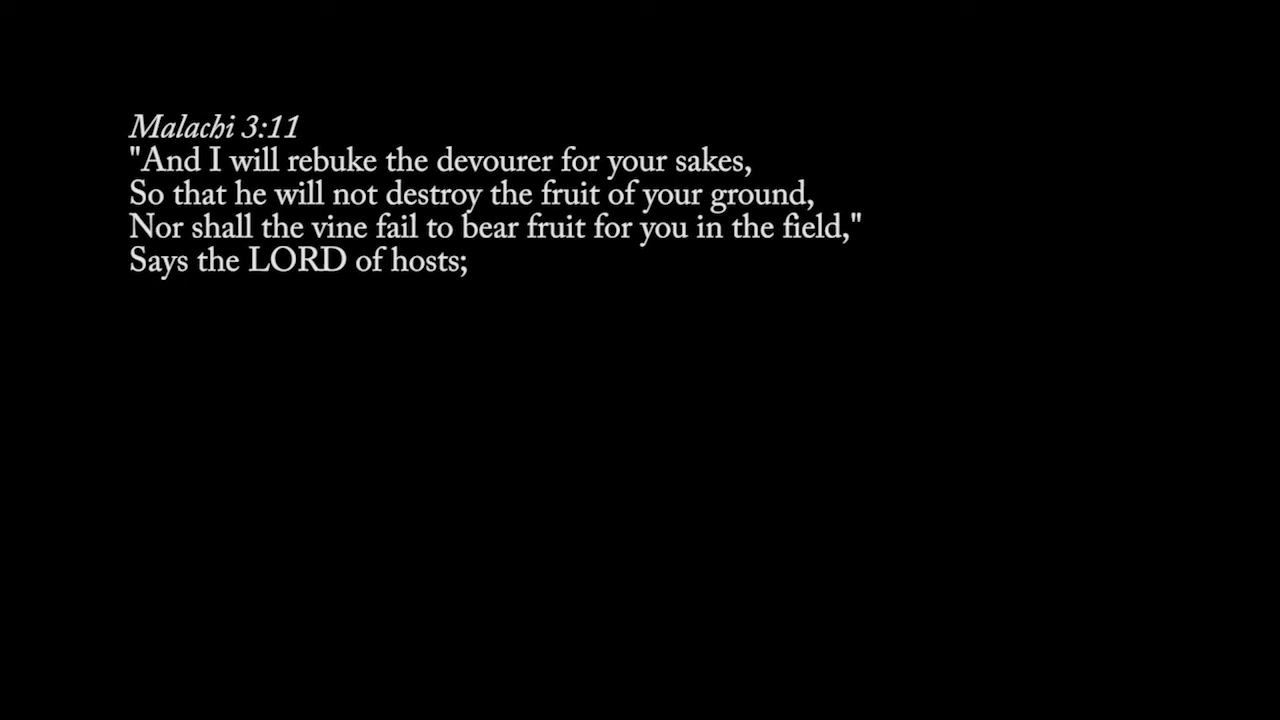 Malachi 3:11
"And I will rebuke the devourer for your sakes,
So that he will not destroy the fruit of your ground,
Nor shall the vine fail to bear fruit for you in the field,"
Says the LORD of hosts;